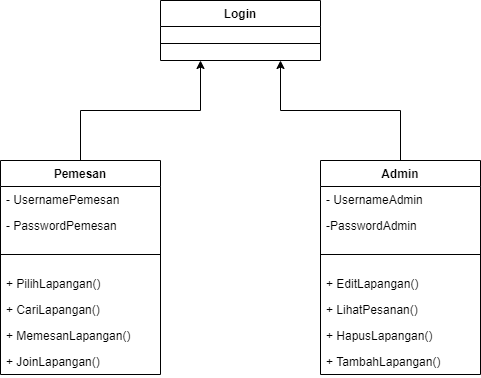 Login
Pemesan
- UsernamePemesan
- PasswordPemesan
+ PilihLapangan()
+ CariLapangan()
+ MemesanLapangan()
+ JoinLapangan()
Admin
- UsernameAdmin
-PasswordAdmin
+ EditLapangan()
+ LihatPesanan()
+ HapusLapangan()
+ TambahLapangan()